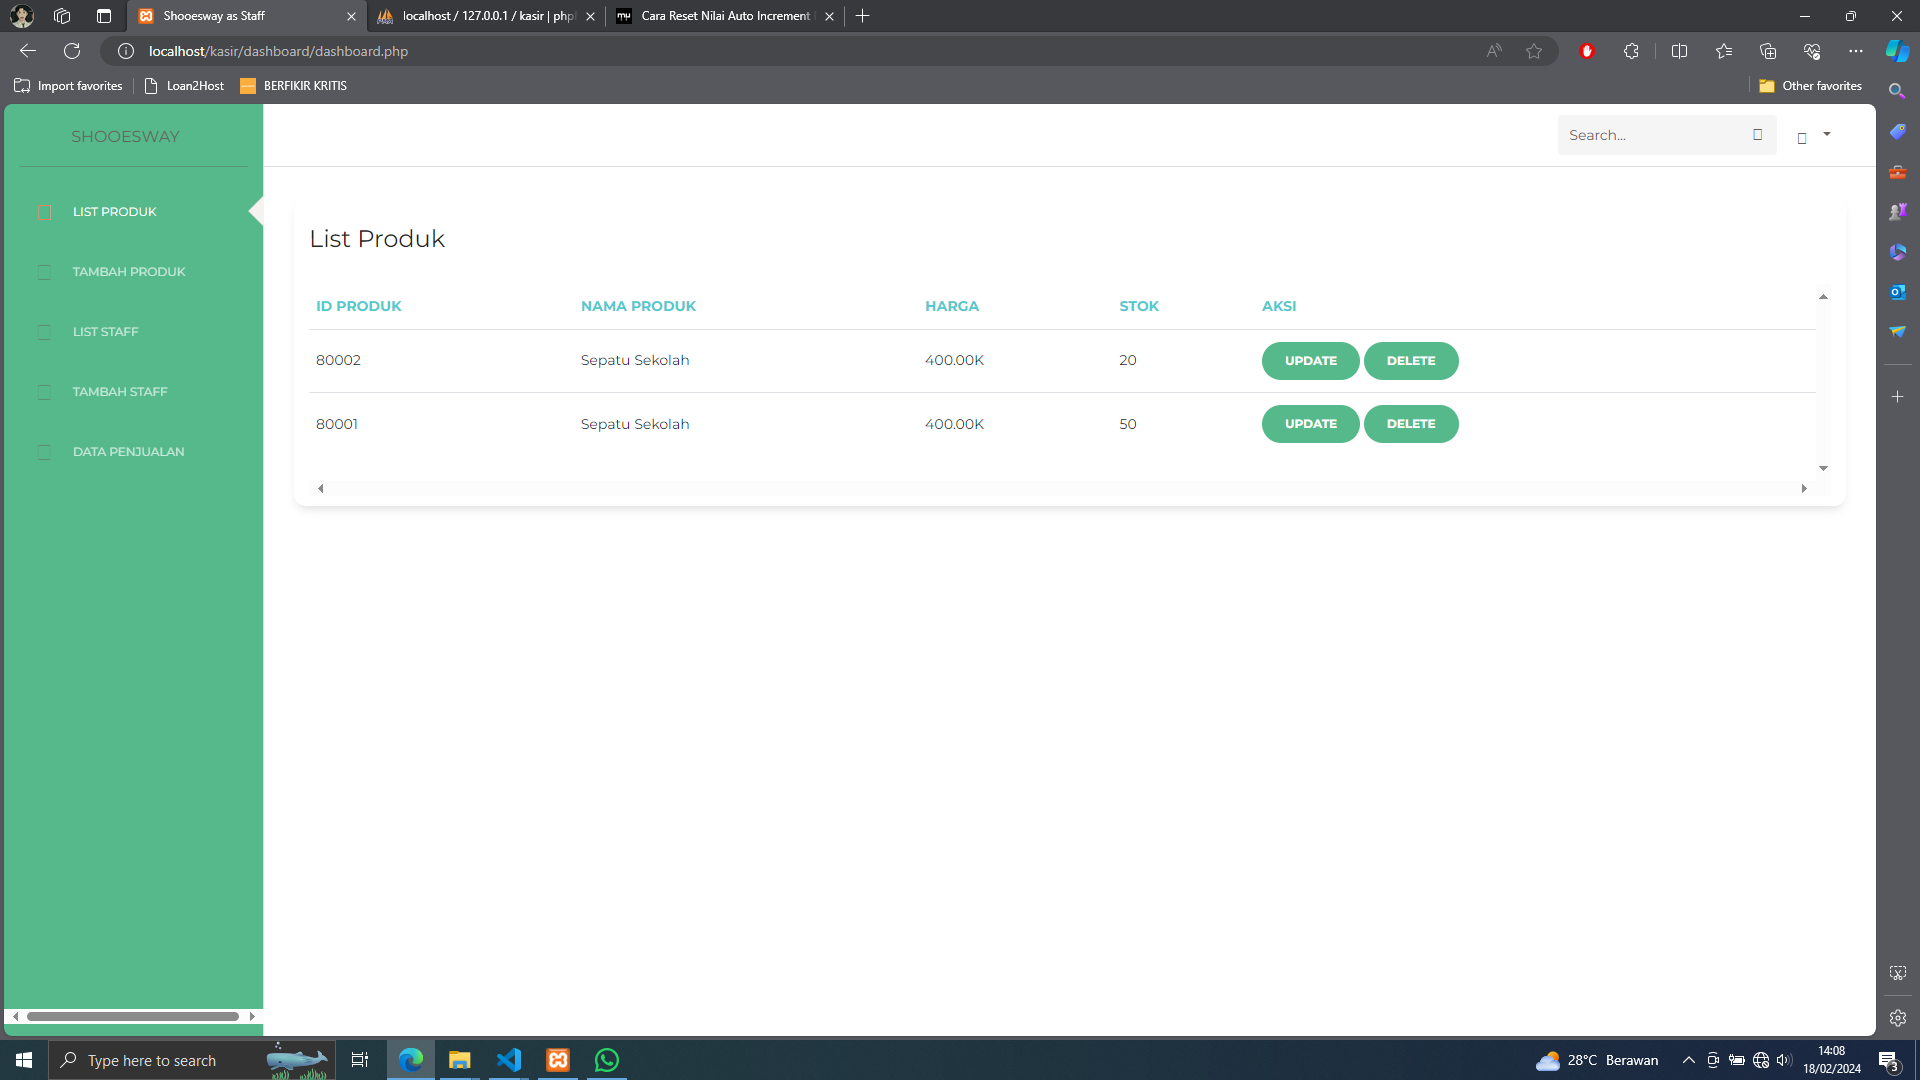 Shooesway as Staff
localhost / 127.0.0.1 / kasir | php
Cara Reset Nilai Auto Increment
localhost/kasir/dashboard/dashboard.php
Import favorites
Loan2Host
BERFIKIR KRITIS
Other favorites
SHOOESWAY
Search...
LIST PRODUK
TAMBAH PRODUK
LIST STAFF
TAMBAH STAFF
DATA PENJUALAN
List Produk
ID PRODUK NAMA PRODUK HARGA STOK AKSI
80002 Sepatu Sekolah 400.00K 20 UPDATE DELETE
80001 Sepatu Sekolah 400.00K 50 UPDATE DELETE
Type here to search
28°C Berawan
14:08
18/02/2024
3